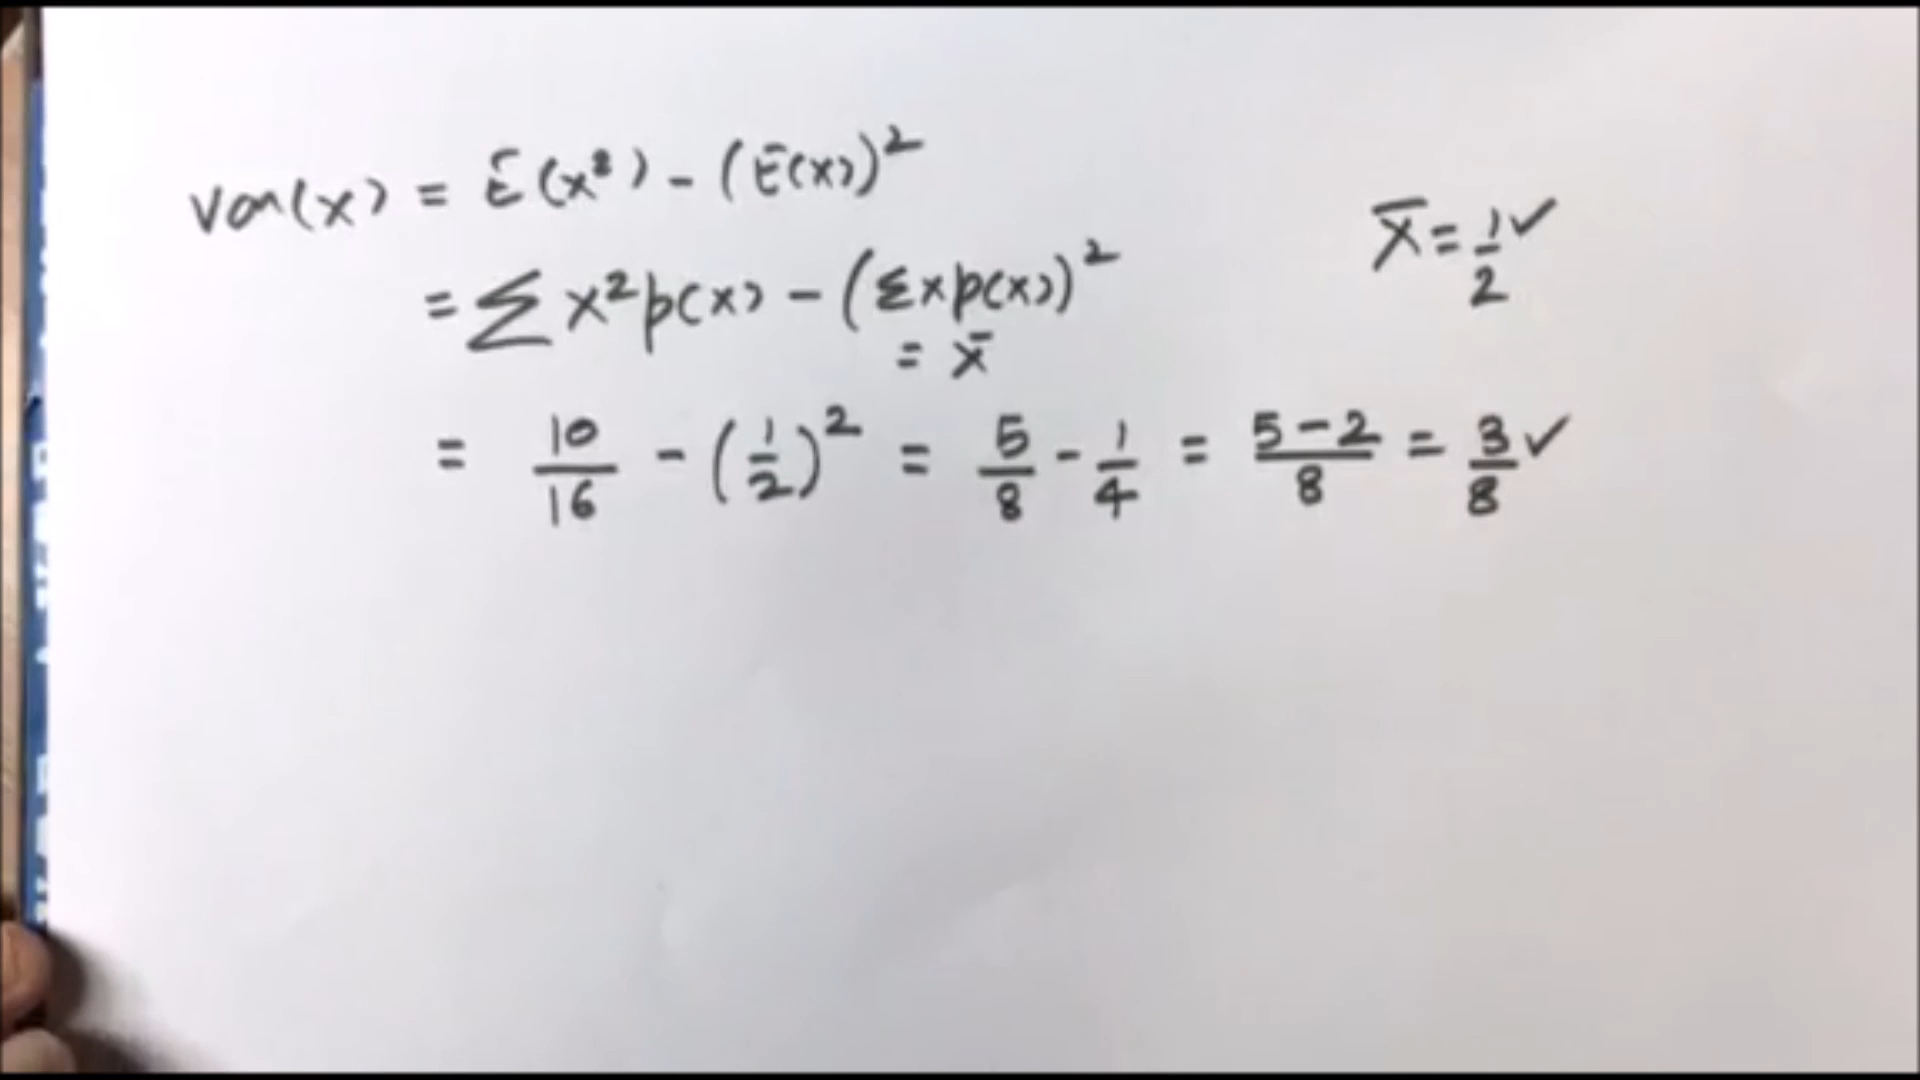 Var(x) = E(x²) - (E(x))²
x̄ = 1/2 ✓
= Σ x²p(x) - (Σxp(x))²
= x̄
= 10/16 - (1/2)² = 5/8 - 1/4 = 5-2/8 = 3/8 ✓